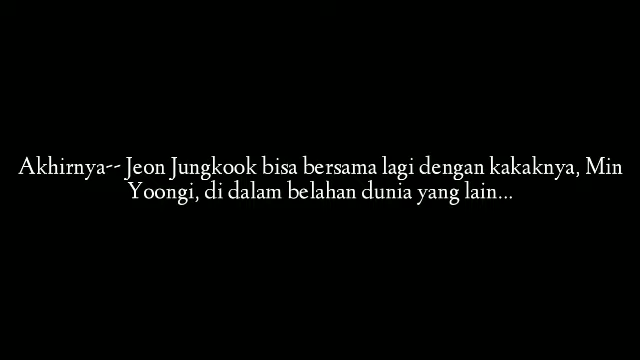 Akhirnya-- Jeon Jungkook bisa bersama lagi dengan kakaknya, Min
Yoongi, di dalam belahan dunia yang lain...